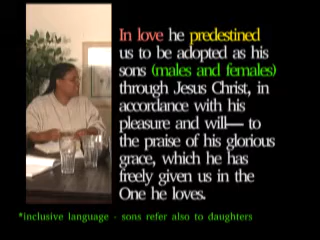 In love he predestined
us to be adopted as his
sons (males and females)
through Jesus Christ, in
accordance with his
pleasure and will— to
the praise of his glorious
grace, which he has
freely given us in the
One he loves.
*inclusive language - sons refer also to daughters